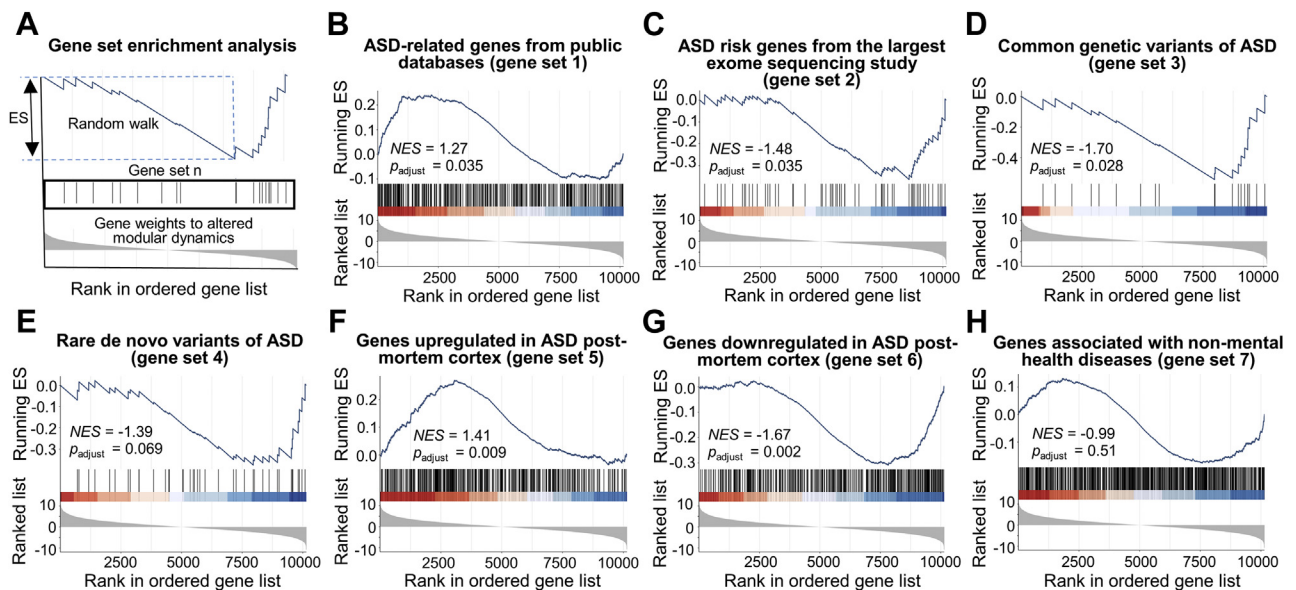 A
Gene set enrichment analysis
ES
Random walk
Gene set n
Gene weights to altered
modular dynamics
Rank in ordered gene list
B
ASD-related genes from public
databases (gene set 1)
Running ES
0.2
0.1
0.0
-0.1
NES = 1.27
padjust = 0.035
Ranked list
10
0
-10
2500 5000 7500 10000
Rank in ordered gene list
C
ASD risk genes from the largest
exome sequencing study
(gene set 2)
Running ES
0.0
-0.1
-0.2
-0.3
NES = -1.48
padjust = 0.035
Ranked list
10
0
-10
2500 5000 7500 10000
Rank in ordered gene list
D
Common genetic variants of ASD
(gene set 3)
Running ES
0.0
-0.2
-0.4
NES = -1.70
padjust = 0.028
Ranked list
10
0
-10
2500 5000 7500 10000
Rank in ordered gene list
E
Rare de novo variants of ASD
(gene set 4)
Running ES
0.0
-0.1
-0.2
-0.3
NES = -1.39
padjust = 0.069
Ranked list
10
0
-10
2500 5000 7500 10000
Rank in ordered gene list
F
Genes upregulated in ASD post-
mortem cortex (gene set 5)
Running ES
0.2
0.0
NES = 1.41
padjust = 0.009
Ranked list
10
0
-10
2500 5000 7500 10000
Rank in ordered gene list
G
Genes downregulated in ASD post-
mortem cortex (gene set 6)
Running ES
0.0
-0.1
-0.2
-0.3
NES = -1.67
padjust = 0.002
Ranked list
10
0
-10
2500 5000 7500 10000
Rank in ordered gene list
H
Genes associated with non-mental
health diseases (gene set 7)
Running ES
0.1
0.0
-0.1
NES = -0.99
padjust = 0.51
Ranked list
10
0
-10
2500 5000 7500 10000
Rank in ordered gene list